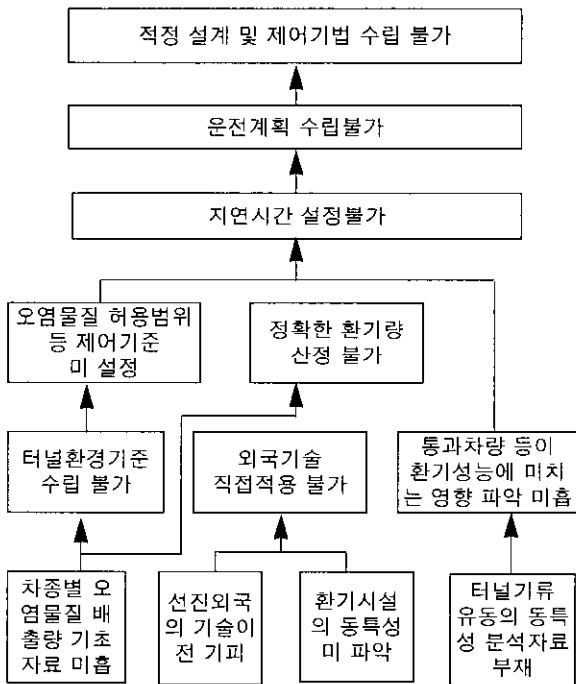 적정 설계 및 제어기법 수립 불가
운전계획 수립불가
지연시간 설정불가
오염물질 허용범위
등 제어기준
미 설정
정확한 환기량
산정 불가
터널환경기준
수립 불가
외국기술
직접적용 불가
통과차량 등이
환기성능에 미치
는 영향 파악 미흡
차종별 오
염물질 배
출량 기초
자료 미흡
선진외국
의 기술이
전 기피
환기시설
의 동특성
미 파악
터널기류
유동의 동특
성 분석자료
부재